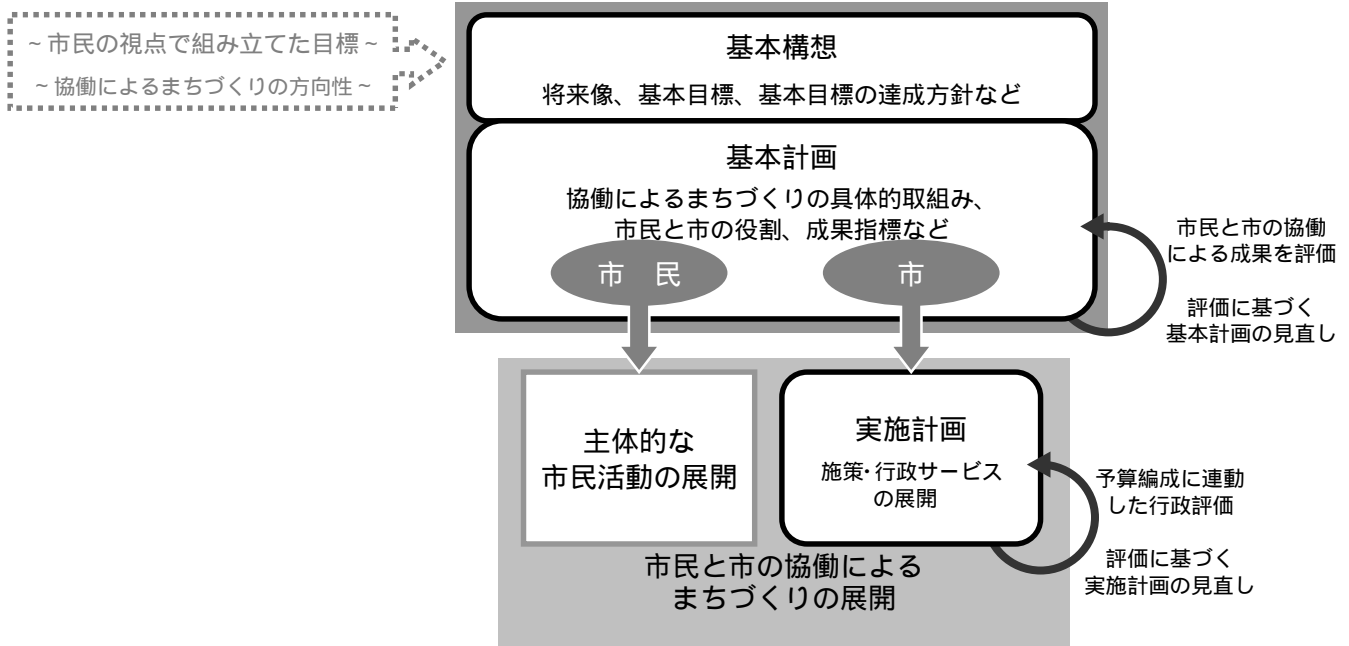 ~市民の視点で組み立てた目標~
~協働によるまちづくりの方向性~
基本構想
将来像、基本目標、基本目標の達成方針など
基本計画
協働によるまちづくりの具体的取組み、
市民と市の役割、成果指標など
市 民
市
市民と市の協働
による成果を評価
評価に基づく
基本計画の見直し
主体的な
市民活動の展開
実施計画
施策・行政サービス
の展開
予算編成に連動
した行政評価
評価に基づく
実施計画の見直し
市民と市の協働による
まちづくりの展開